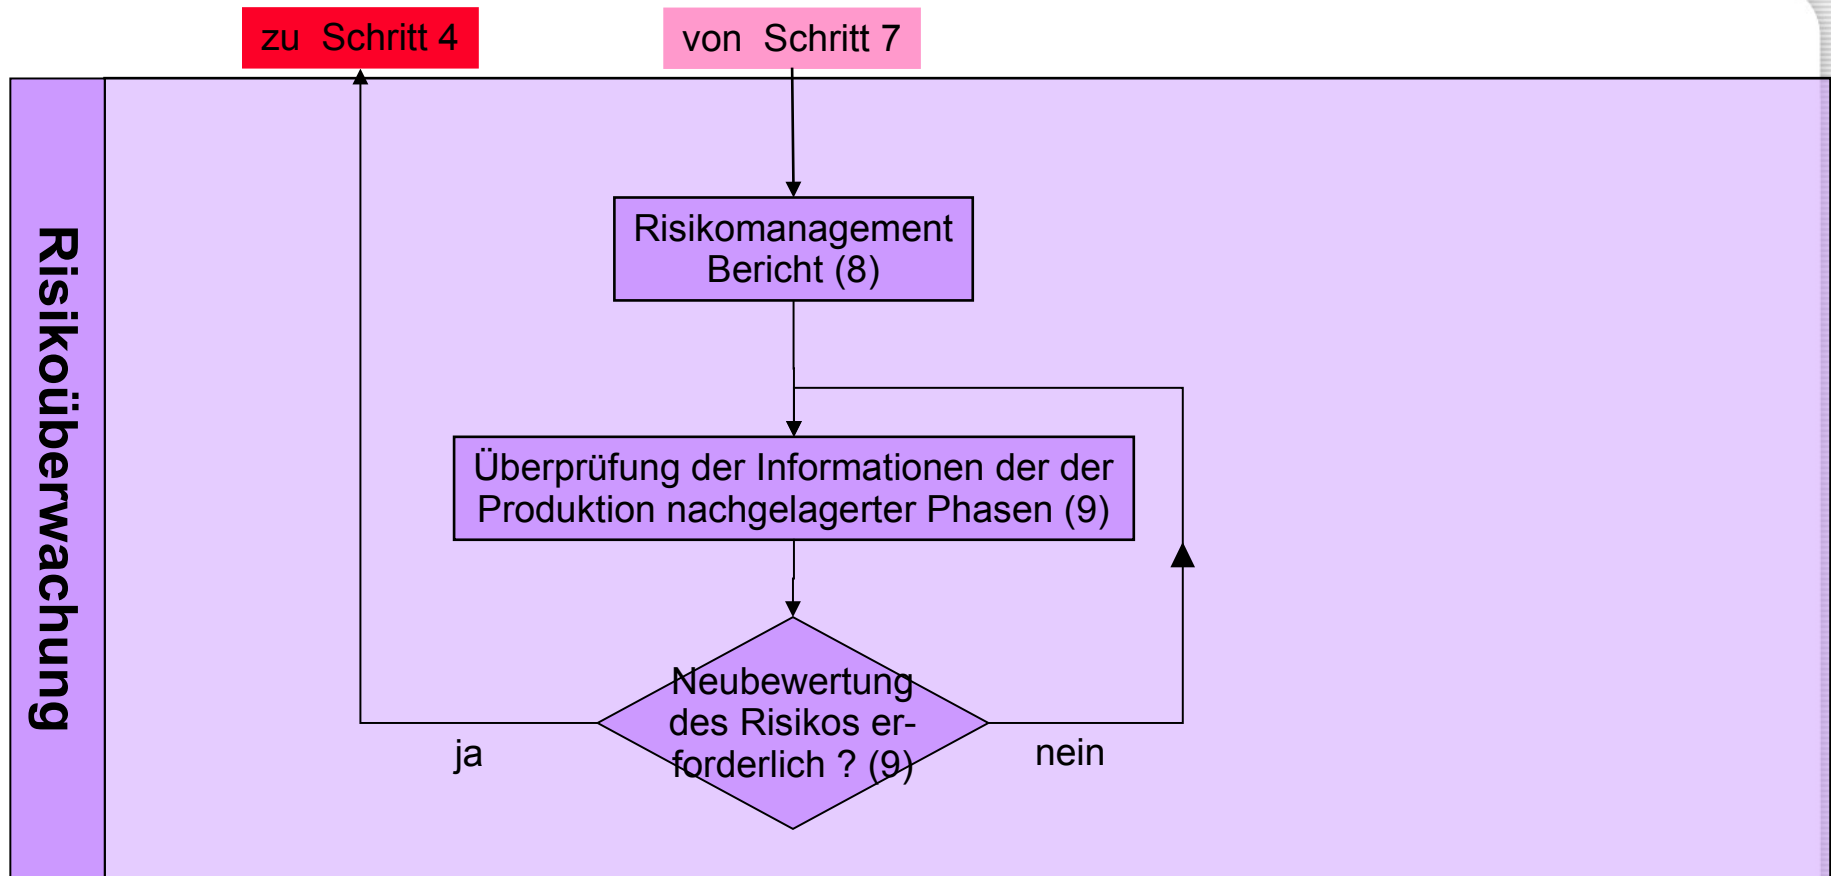 zu Schritt 4
von Schritt 7
Risikoüberwachung
Risikomanagement
Bericht (8)
Überprüfung der Informationen der der
Produktion nachgelagerter Phasen (9)
Neubewertung
des Risikos er-
forderlich ? (9)
ja
nein